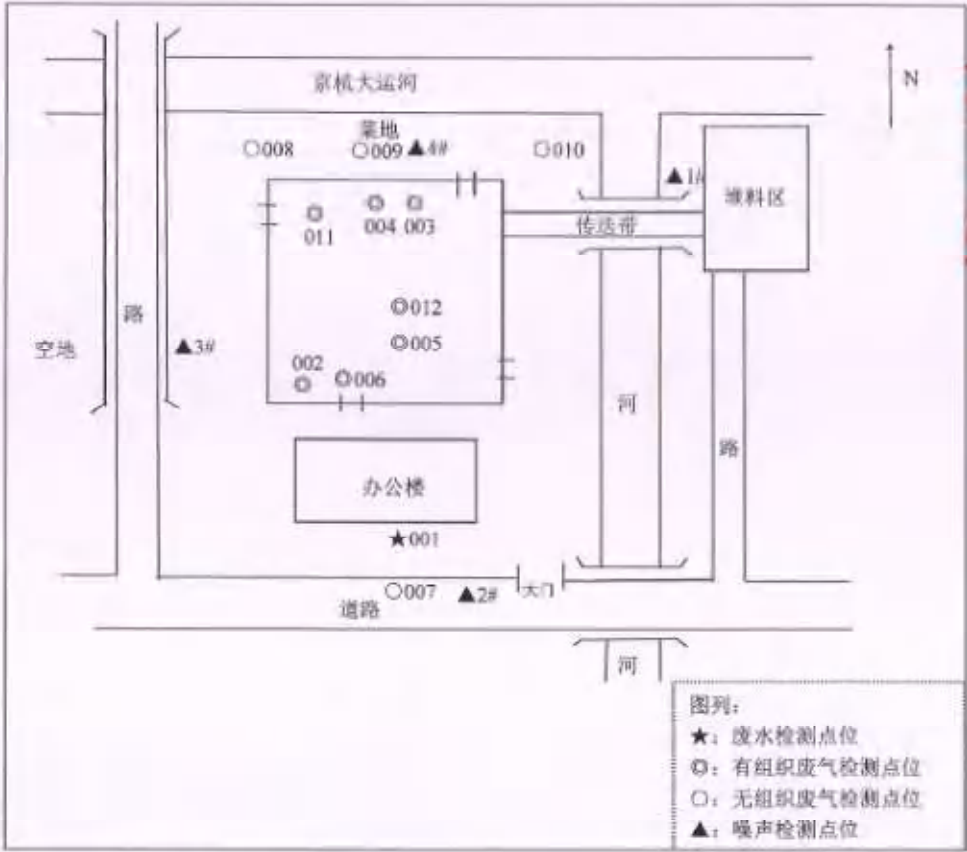 京杭大运河
N
菜地
008
009
4#
010
1#
堆料区
011
004
003
传送带
012
路
005
空地
3#
002
006
河
路
办公楼
001
007
2#
大门
道路
河
图列：
★：废水检测点位
◎：有组织废气检测点位
○：无组织废气检测点位
▲：噪声检测点位